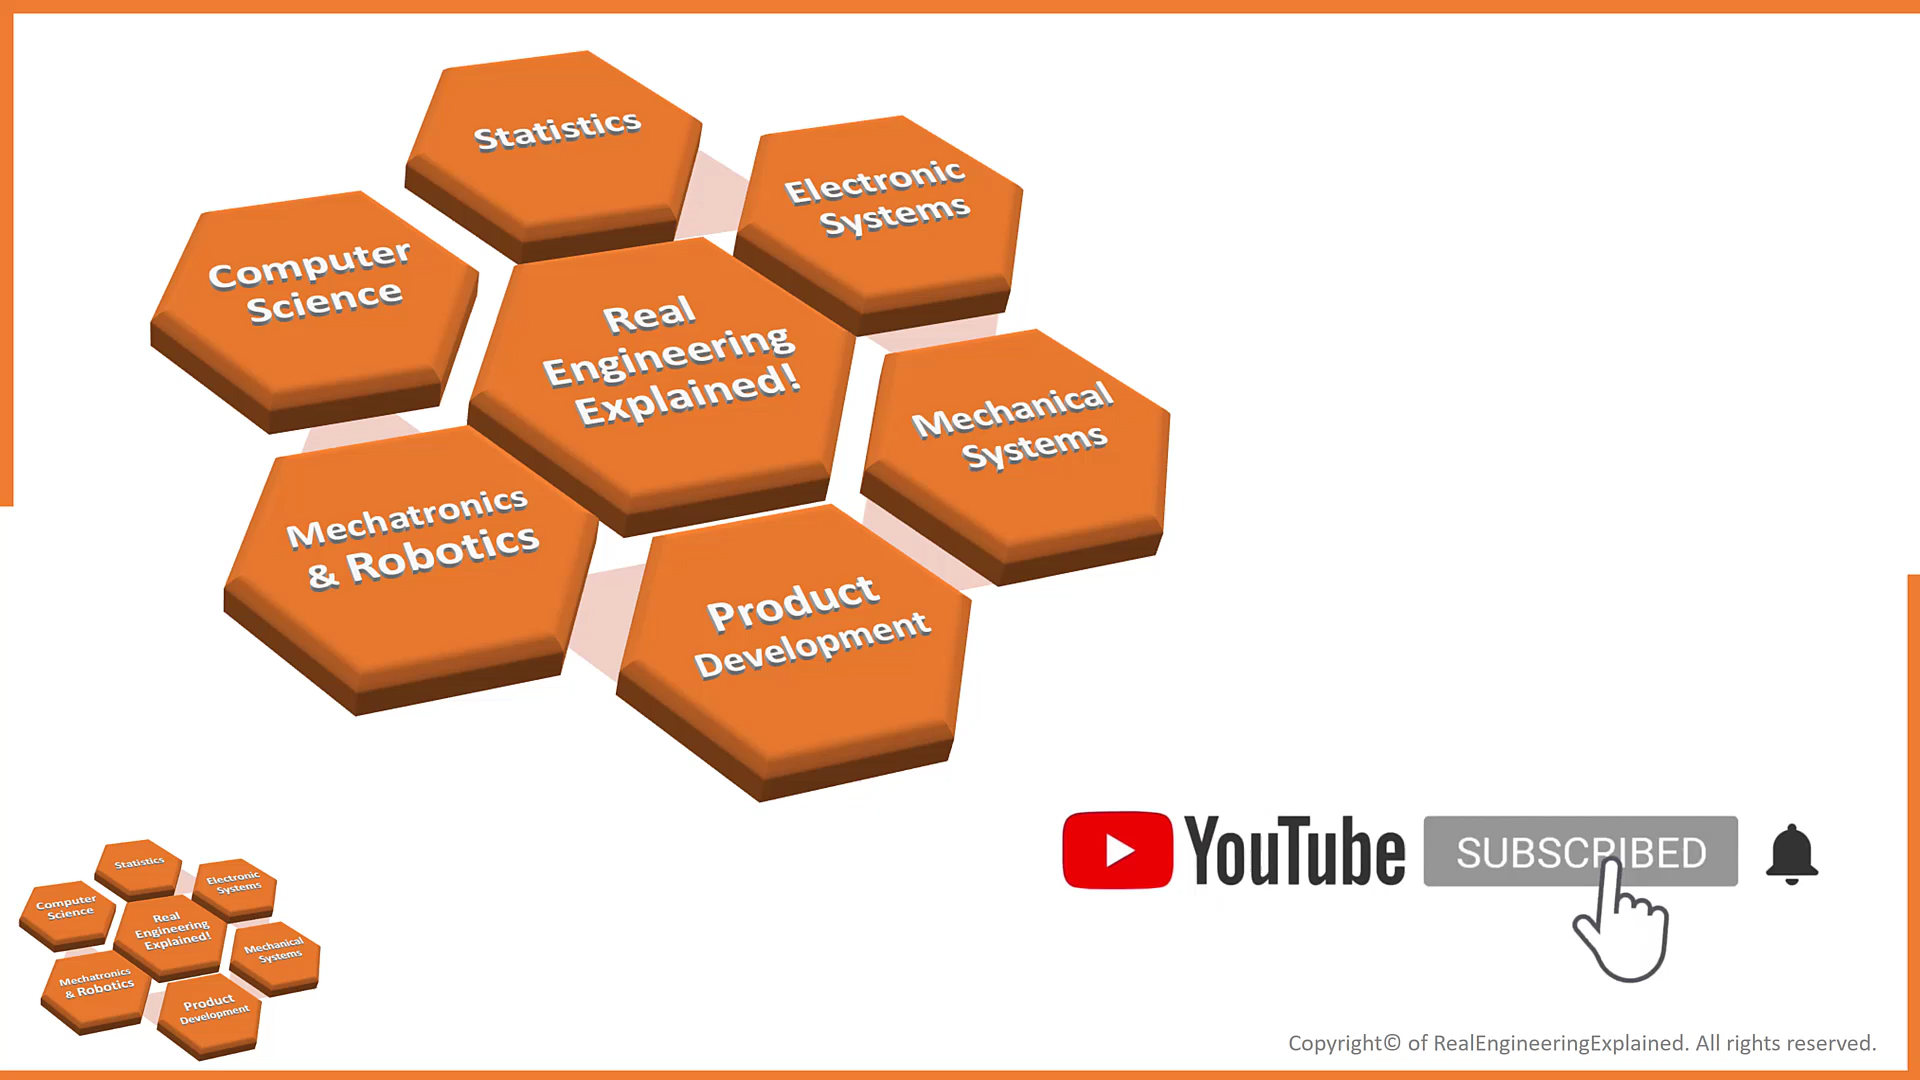 Statistics
Electronic
Systems
Computer
Science
Real
Engineering
Explained!
Mechanical
Systems
Mechatronics
& Robotics
Product
Development
YouTube
SUBSCRIBED
Statistics
Electronic
Systems
Computer
Science
Real
Engineering
Explained!
Mechanical
Systems
Mechatronics
& Robotics
Product
Development
Copyright© of RealEngineeringExplained. All rights reserved.